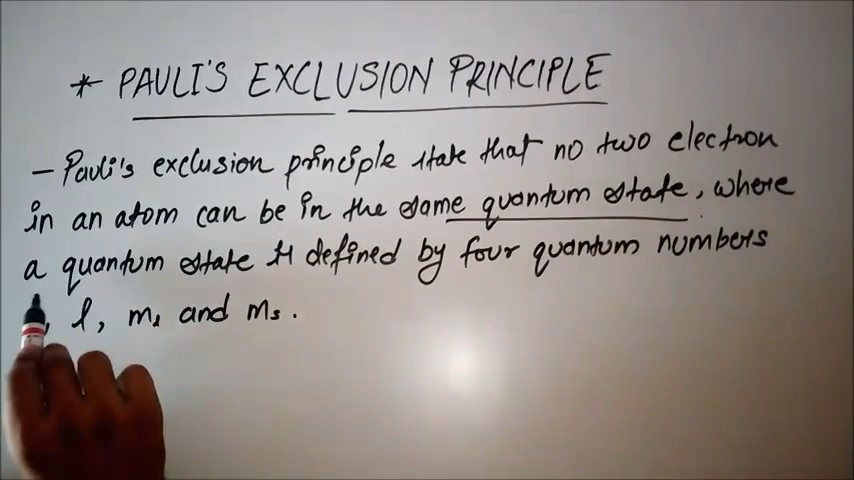 * PAULI'S EXCLUSION PRINCIPLE
- Pauli's exclusion principle state that no two electron
in an atom can be in the same quantum state, where
a quantum state is defined by four quantum numbers
, l, ml and ms.